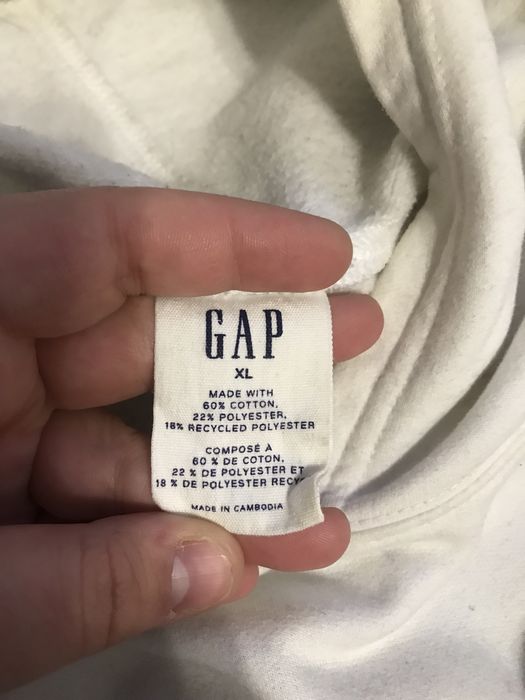 GAP
XL
MADE WITH
60% COTTON,
22% POLYESTER,
18% RECYCLED POLYESTER
COMPOSÉ À
60 % DE COTON,
22 % DE POLYESTER ET
18 % DE POLYESTER
MADE IN CAMBODIA